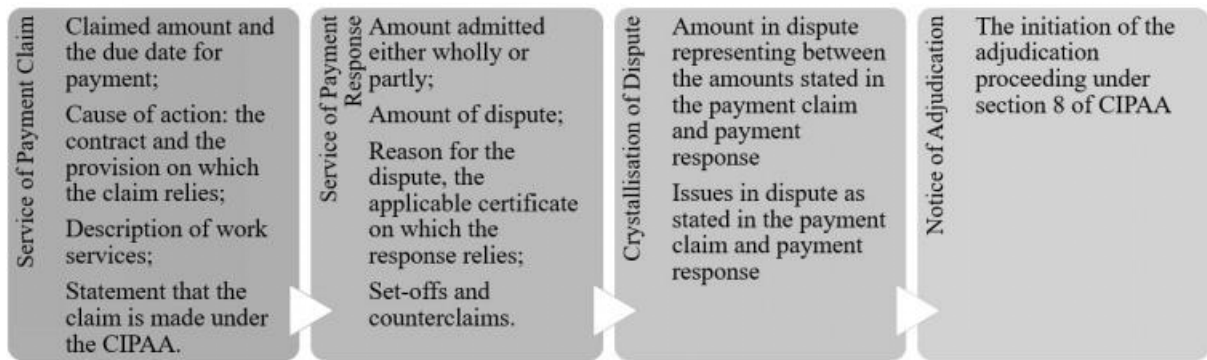 Service of Payment Claim
Claimed amount and
the due date for
payment;
Cause of action: the
contract and the
provision on which
the claim relies;
Description of work
services;
Statement that the
claim is made under
the CIPAA.
Service of Payment
Response
Amount admitted
either wholly or
partly;
Amount of dispute;
Reason for the
dispute, the
applicable certificate
on which the
response relies;
Set-offs and
counterclaims.
Crystallisation of Dispute
Amount in dispute
representing between
the amounts stated in
the payment claim
and payment
response
Issues in dispute as
stated in the payment
claim and payment
response
Notice of Adjudication
The initiation of the
adjudication
proceeding under
section 8 of CIPAA